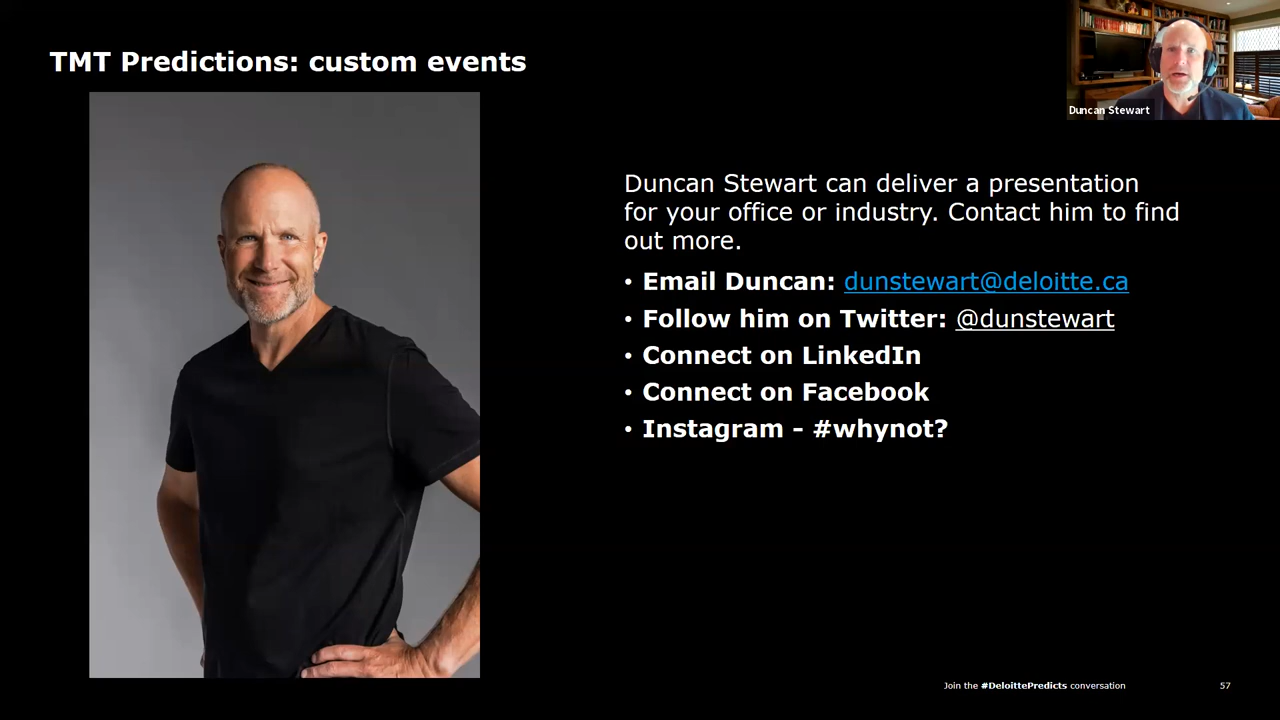 TMT Predictions: custom events
Duncan Stewart
Duncan Stewart can deliver a presentation
for your office or industry. Contact him to find
out more.
• Email Duncan: dunstewart@deloitte.ca
• Follow him on Twitter: @dunstewart
• Connect on LinkedIn
• Connect on Facebook
• Instagram - #whynot?
Join the #DeloittePredicts conversation
57